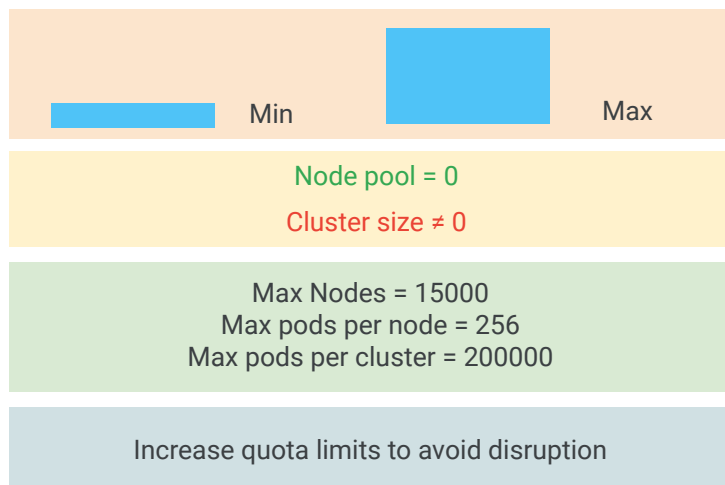 Min
Max
Node pool = 0
Cluster size ≠ 0
Max Nodes = 15000
Max pods per node = 256
Max pods per cluster = 200000
Increase quota limits to avoid disruption